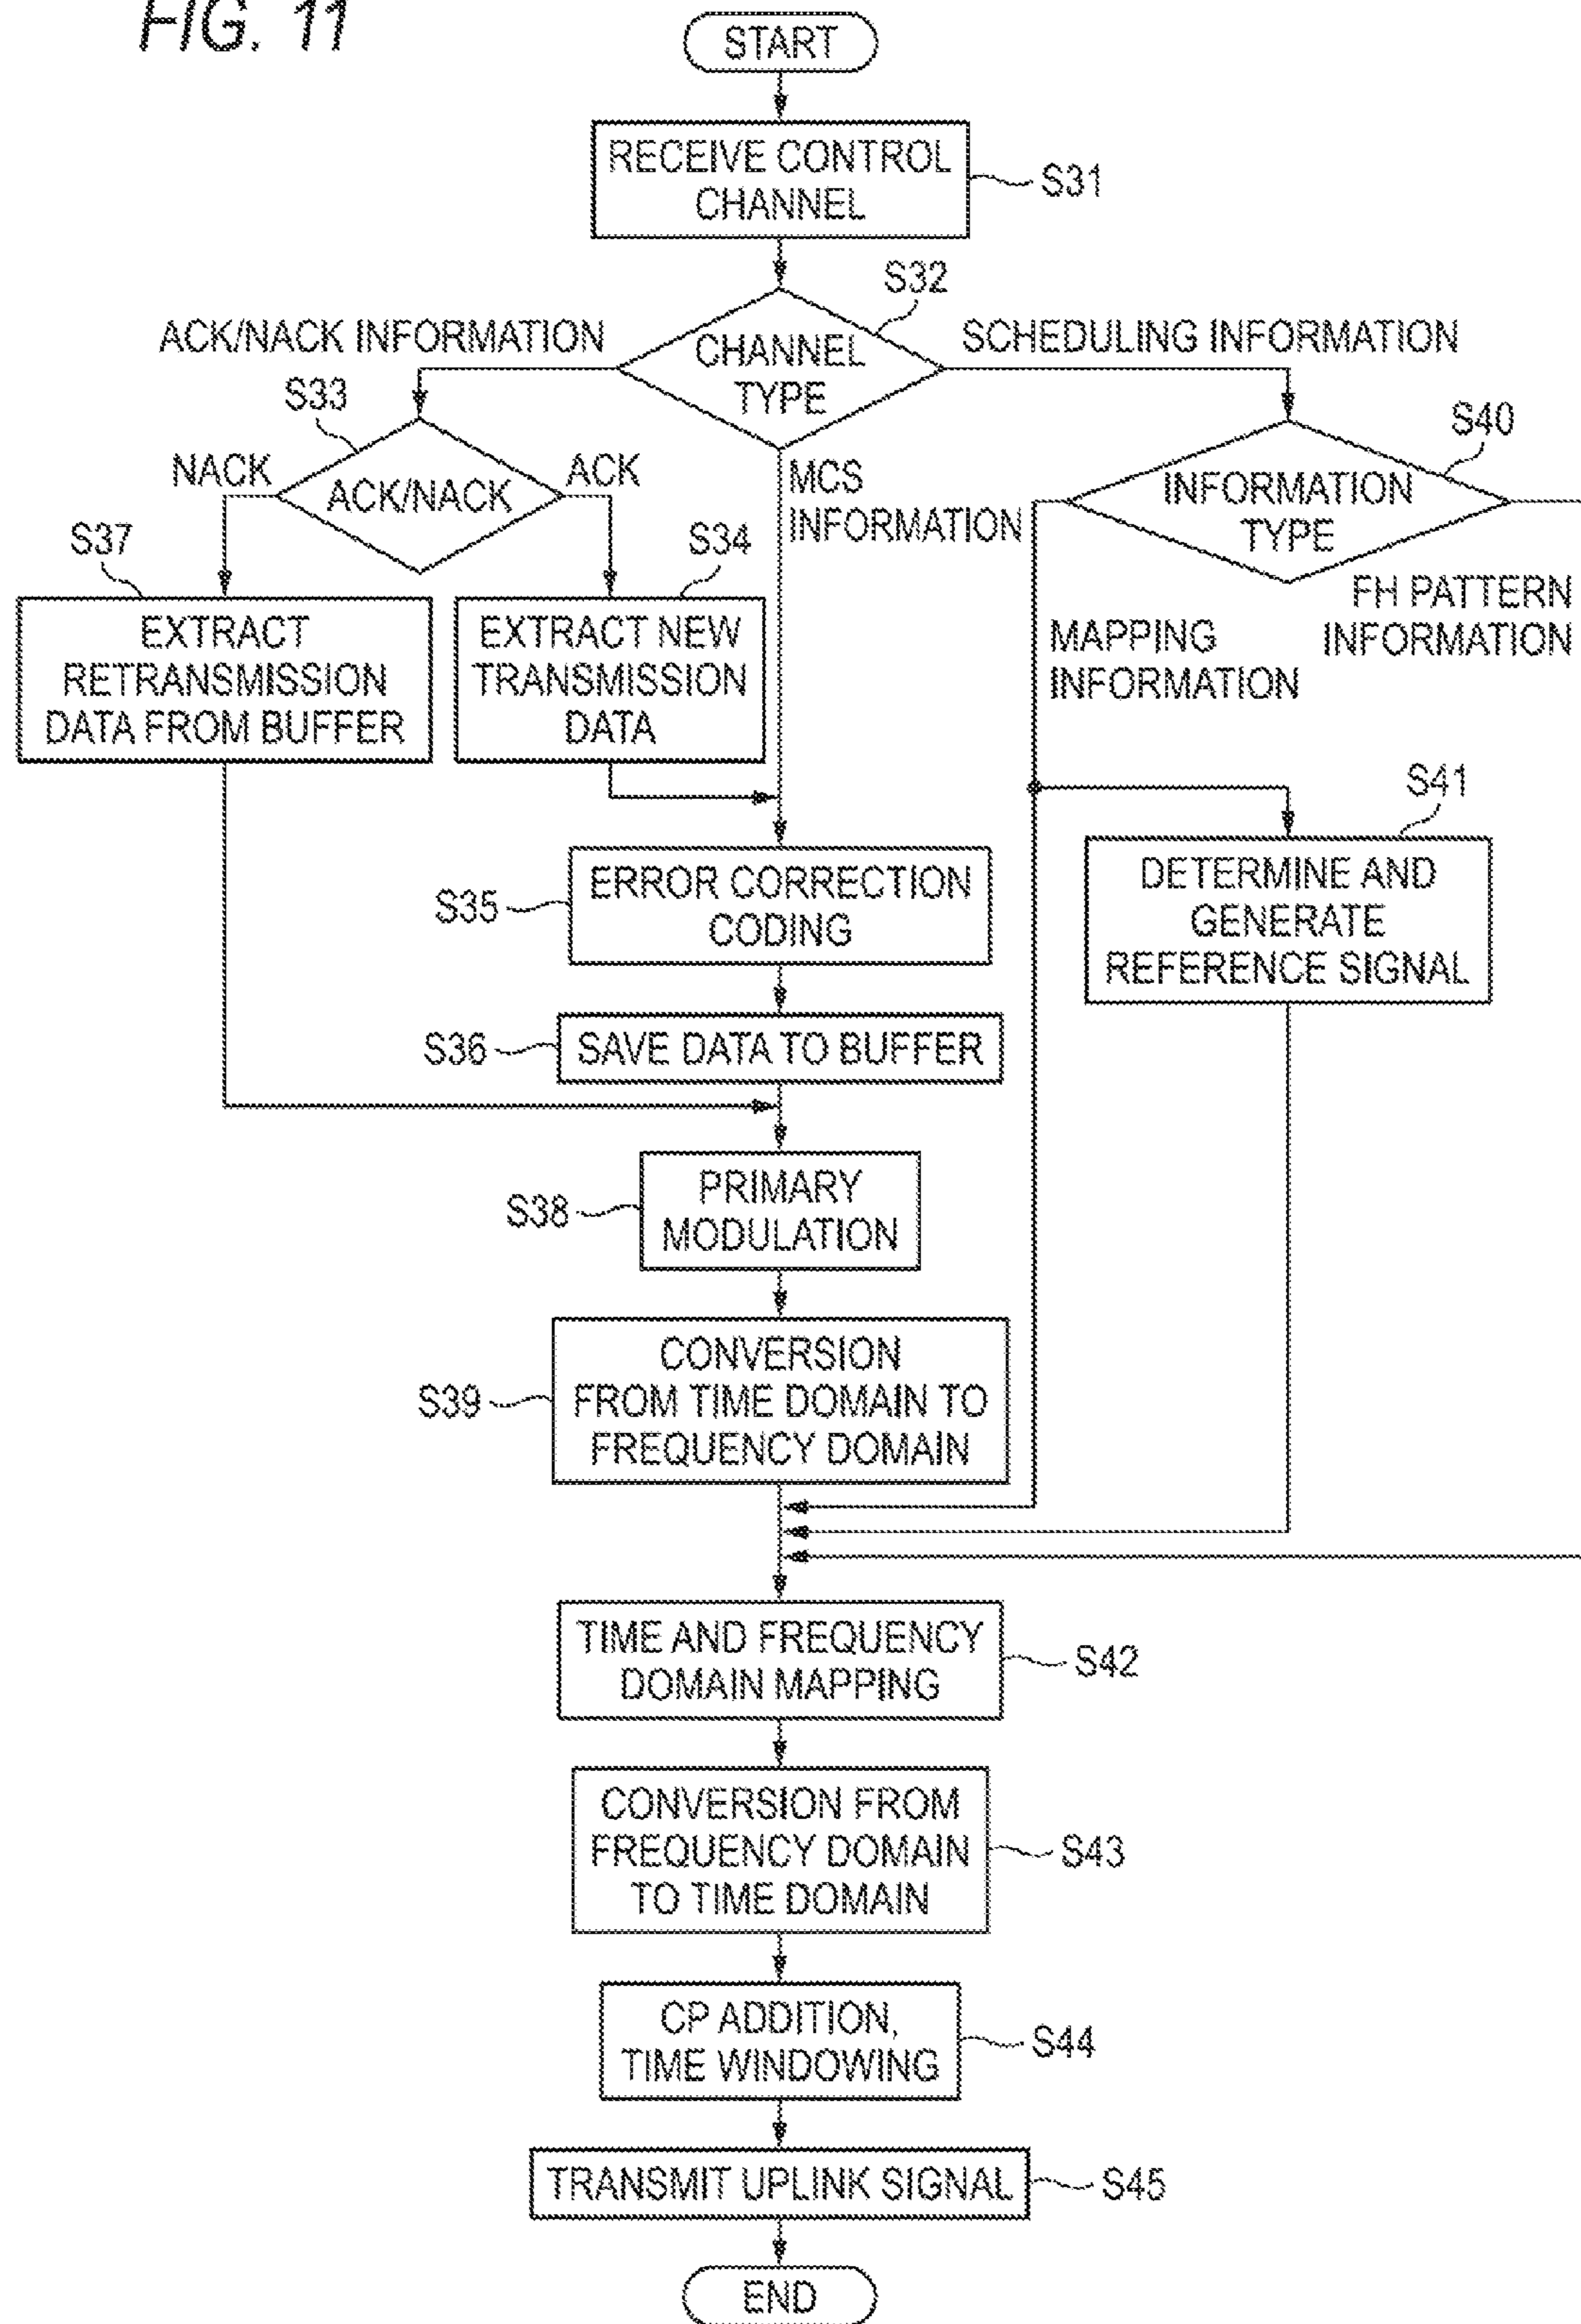 FIG. 11
START
RECEIVE CONTROL
CHANNEL
S31
S32
CHANNEL
TYPE
ACK/NACK INFORMATION
SCHEDULING INFORMATION
MCS
INFORMATION
S33
ACK/NACK
NACK
ACK
S40
INFORMATION
TYPE
MAPPING
INFORMATION
FH PATTERN
INFORMATION
S37
EXTRACT
RETRANSMISSION
DATA FROM BUFFER
S34
EXTRACT NEW
TRANSMISSION
DATA
S41
DETERMINE AND
GENERATE
REFERENCE SIGNAL
S35
ERROR CORRECTION
CODING
S36
SAVE DATA TO BUFFER
S38
PRIMARY
MODULATION
S39
CONVERSION
FROM TIME DOMAIN TO
FREQUENCY DOMAIN
TIME AND FREQUENCY
DOMAIN MAPPING
S42
CONVERSION FROM
FREQUENCY DOMAIN
TO TIME DOMAIN
S43
CP ADDITION,
TIME WINDOWING
S44
TRANSMIT UPLINK SIGNAL
S45
END